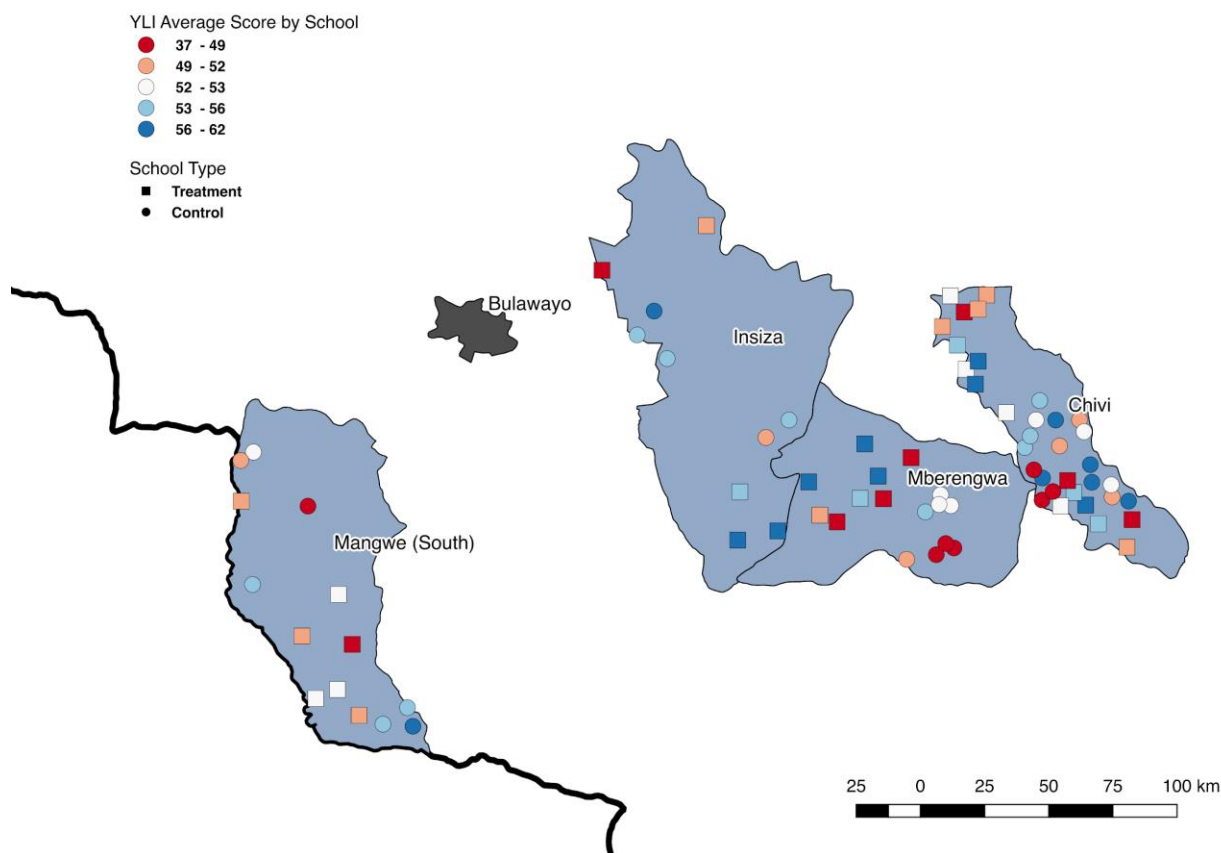 YLI Average Score by School
37 - 49
49 - 52
52 - 53
53 - 56
56 - 62
School Type
Treatment
Control
Bulawayo
Insiza
Chivi
Mberengwa
Mangwe (South)
25 0 25 50 75 100 km